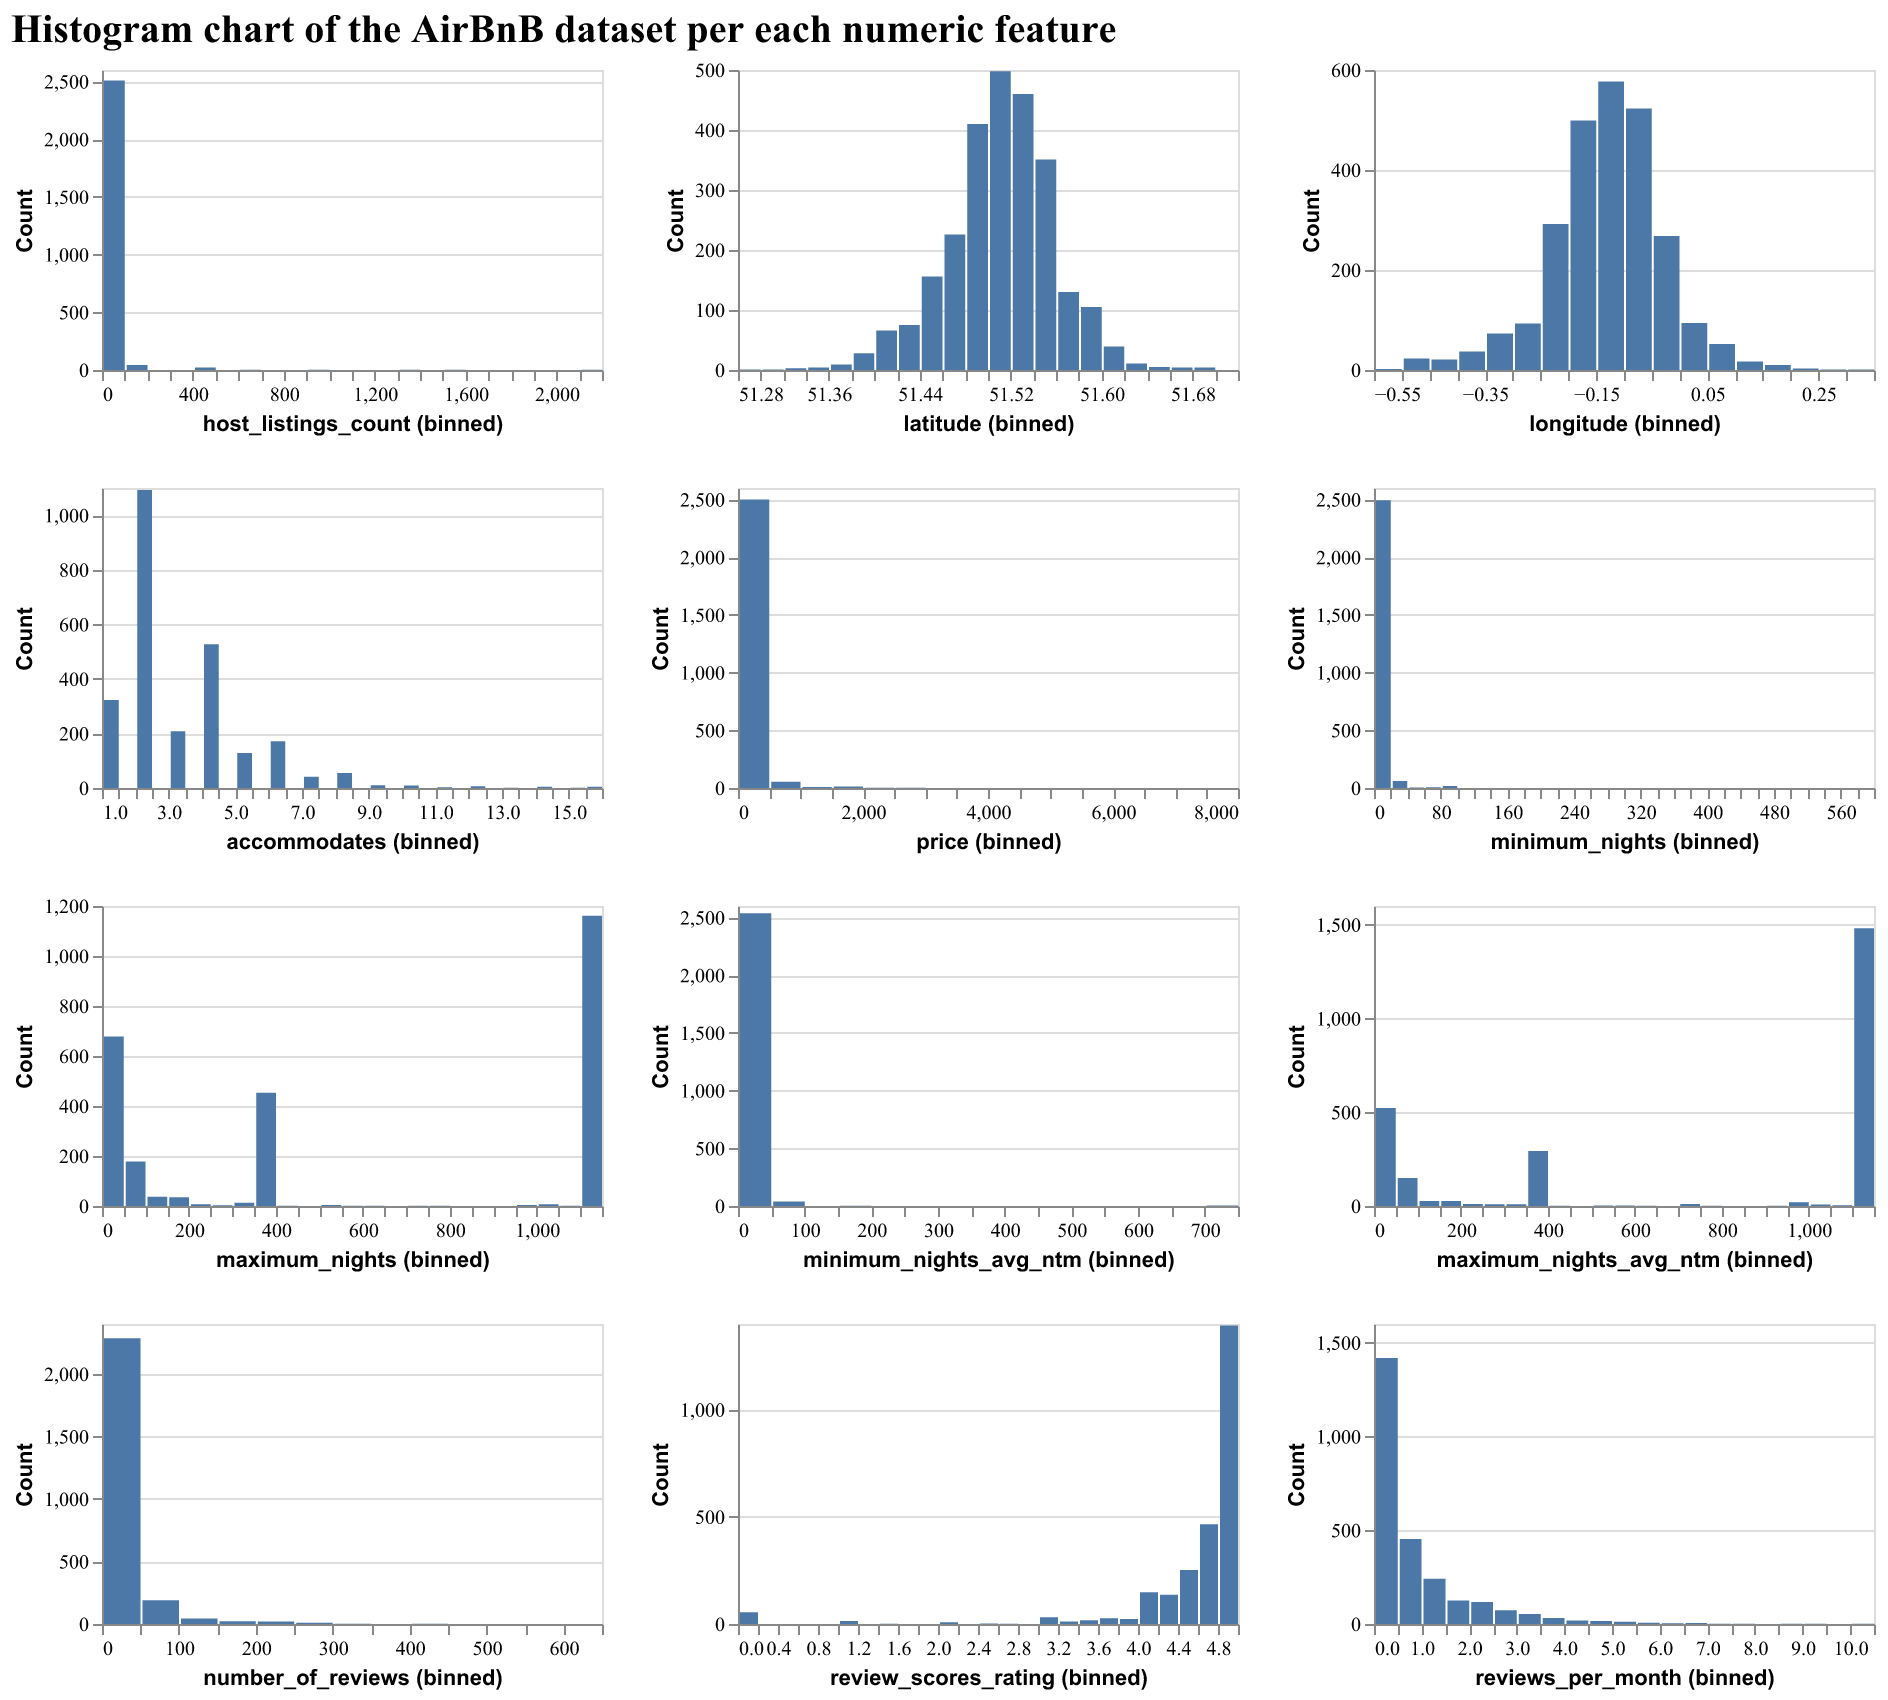 Histogram chart of the AirBnB dataset per each numeric feature
2,500
2,000
1,500
1,000
500
0
Count
0 400 800 1,200 1,600 2,000
host_listings_count (binned)
500
400
300
200
100
0
Count
51.28 51.36 51.44 51.52 51.60 51.68
latitude (binned)
600
400
200
0
Count
−0.55 −0.35 −0.15 0.05 0.25
longitude (binned)
1,000
800
600
400
200
0
Count
1.0 3.0 5.0 7.0 9.0 11.0 13.0 15.0
accommodates (binned)
2,500
2,000
1,500
1,000
500
0
Count
0 2,000 4,000 6,000 8,000
price (binned)
2,500
2,000
1,500
1,000
500
0
Count
0 80 160 240 320 400 480 560
minimum_nights (binned)
1,200
1,000
800
600
400
200
0
Count
0 200 400 600 800 1,000
maximum_nights (binned)
2,500
2,000
1,500
1,000
500
0
Count
0 100 200 300 400 500 600 700
minimum_nights_avg_ntm (binned)
1,500
1,000
500
0
Count
0 200 400 600 800 1,000
maximum_nights_avg_ntm (binned)
2,000
1,500
1,000
500
0
Count
0 100 200 300 400 500 600
number_of_reviews (binned)
1,000
500
0
Count
0.0 0.4 0.8 1.2 1.6 2.0 2.4 2.8 3.2 3.6 4.0 4.4 4.8
review_scores_rating (binned)
1,500
1,000
500
0
Count
0.0 1.0 2.0 3.0 4.0 5.0 6.0 7.0 8.0 9.0 10.0
reviews_per_month (binned)